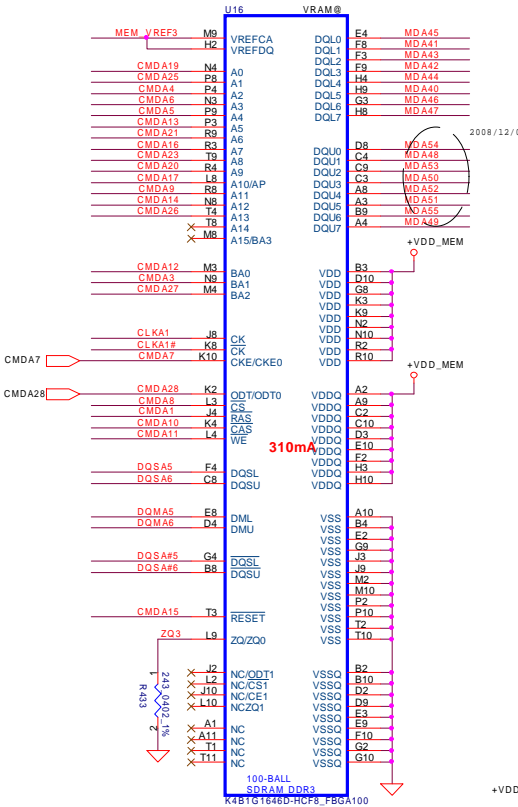 U16 VRAM@
MEM_VREF3 M9 VREFCA DQL0 E4 MDA45
H2 VREFDQ DQL1 F8 MDA41
DQL2 F3 MDA43
CMDA19 N4 A0 DQL3 F9 MDA42
CMDA25 P8 A1 DQL4 H4 MDA44
CMDA4 P4 A2 DQL5 H9 MDA40
CMDA6 N3 A3 DQL6 G3 MDA46
CMDA5 P9 A4 DQL7 H8 MDA47
CMDA13 P3 A5
CMDA21 R9 A6 2008/12/0
CMDA16 R3 A7 DQU0 D8 MDA54
CMDA23 T9 A8 DQU1 C4 MDA48
CMDA20 R4 A9 DQU2 C9 MDA53
CMDA17 L8 A10/AP DQU3 C3 MDA50
CMDA9 R8 A11 DQU4 A8 MDA52
CMDA14 N8 A12 DQU5 A3 MDA51
CMDA26 T4 A13 DQU6 B9 MDA55
T8 A14 DQU7 A4 MDA49
M8 A15/BA3
+VDD_MEM
CMDA12 M3 BA0 VDD B3
CMDA3 N9 BA1 VDD D10
CMDA27 M4 BA2 VDD G8
VDD K3
VDD K9
VDD N2
CLKA1 J8 CK VDD N10
CLKA1# K8 CK VDD R2
CMDA7 CMDA7 K10 CKE/CKE0 VDD R10
+VDD_MEM
CMDA28 CMDA28 K2 ODT/ODT0 VDDQ A2
CMDA8 L3 CS VDDQ A9
CMDA1 J4 RAS VDDQ C2
CMDA10 K4 CAS VDDQ C10
CMDA11 L4 WE VDDQ D3
310mA VDDQ E10
VDDQ F2
DQSA5 F4 DQSL VDDQ H3
DQSA6 C8 DQSU VDDQ H10
DQMA5 E8 DML VSS A10
DQMA6 D4 DMU VSS B4
VSS E2
VSS G9
DQSA#5 G4 DQSL VSS J3
DQSA#6 B8 DQSU VSS J9
VSS M2
VSS M10
VSS P2
CMDA15 T3 RESET VSS P10
VSS T2
ZQ3 L9 ZQ/ZQ0 VSS T10
J2 NC/ODT1 VSSQ B2
L2 NC/CS1 VSSQ B10
J10 NC/CE1 VSSQ D2
L10 NCZQ1 VSSQ D9
VSSQ E3
A1 NC VSSQ E9
A11 NC VSSQ F10
T1 NC VSSQ G2
T11 NC VSSQ G10
1
R433
243_0402_1%
2
100-BALL
SDRAM DDR3
K4B1G1646D-HCF8_FBGA100
+VDD